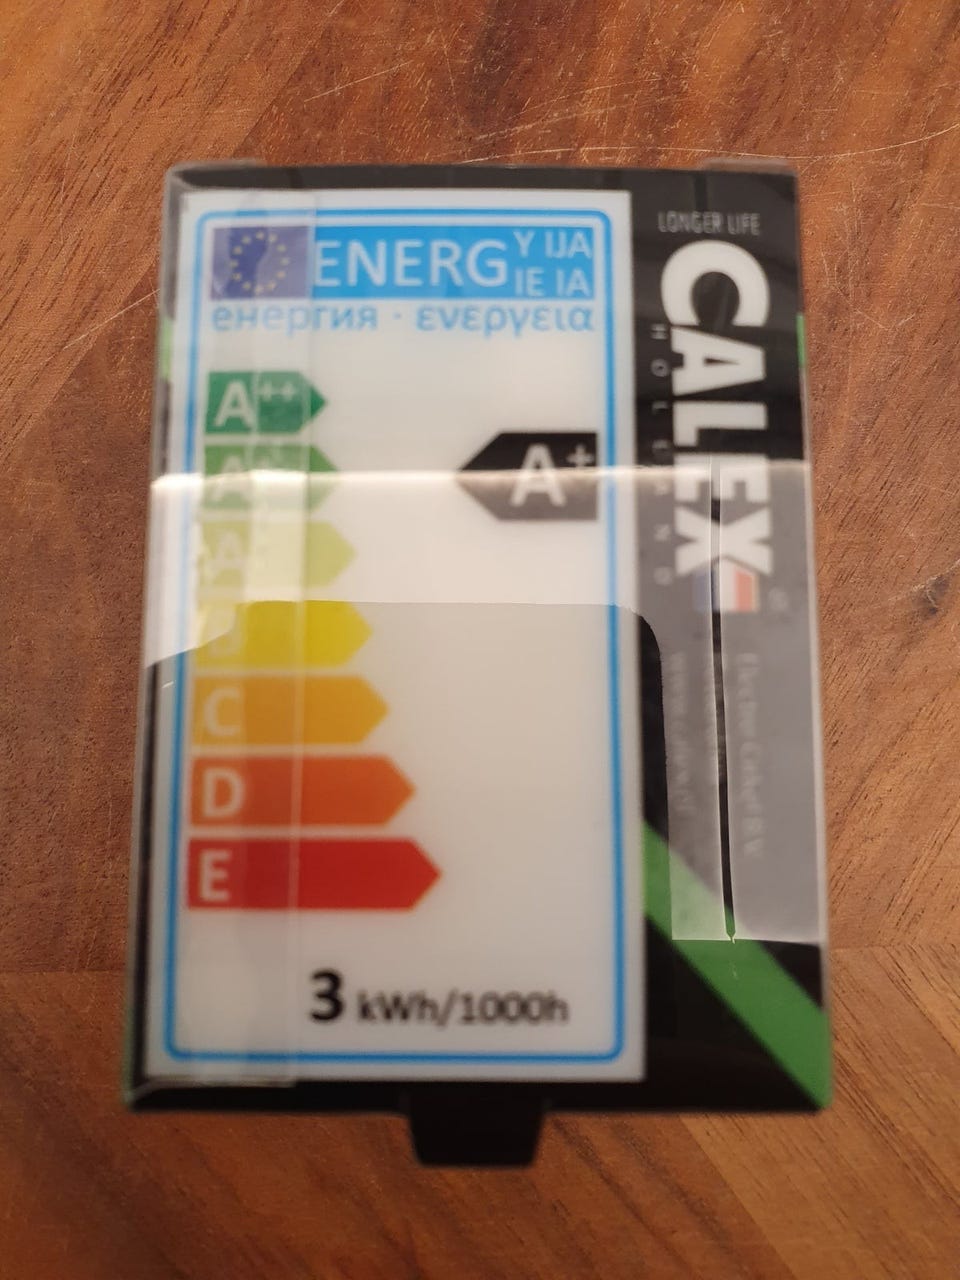 ENERG Y IJA
IE IA
енергия · ενεργεια
A++
A+
A
B
C
D
E
A+
3 kWh/1000h
LONGER LIFE
CALEX
HOLLAND